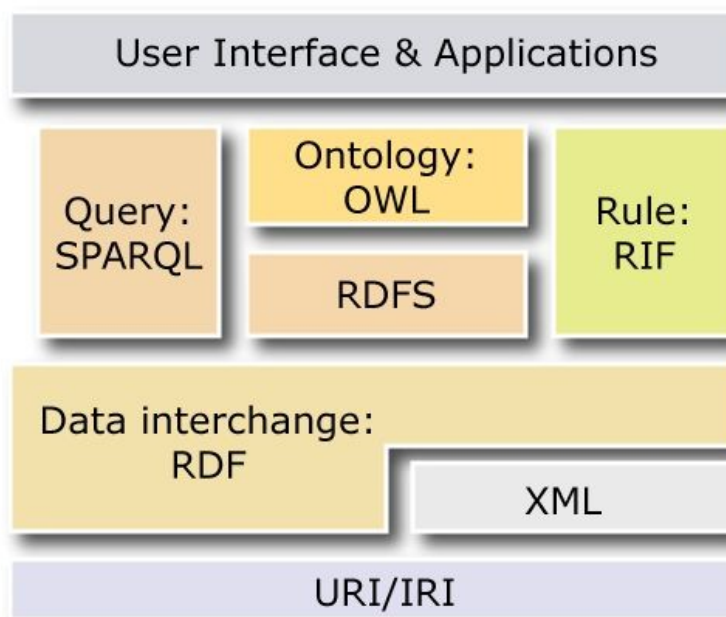 User Interface & Applications
Query:
SPARQL
Ontology:
OWL
RDFS
Rule:
RIF
Data interchange:
RDF
XML
URI/IRI